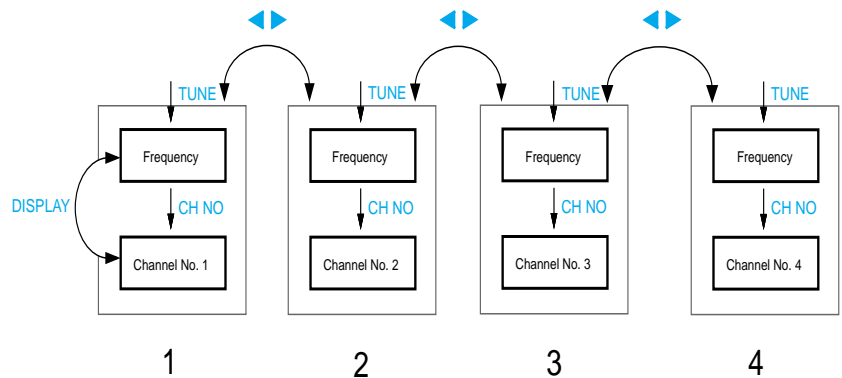 TUNE TUNE TUNE TUNE
Frequency Frequency Frequency Frequency
DISPLAY CH NO CH NO CH NO CH NO
Channel No. 1 Channel No. 2 Channel No. 3 Channel No. 4
1 2 3 4